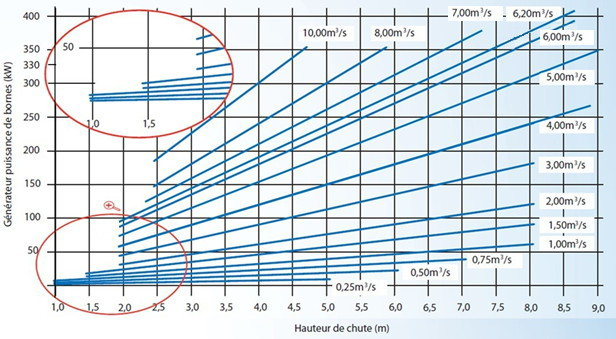 Générateur puissance de bornes (kW)
400
350
330
300
250
200
150
100
50
50
1,0
1,5
10,00m³/s
8,00m³/s
7,00m³/s
6,20m³/s
6,00m³/s
5,00m³/s
4,00m³/s
3,00m³/s
2,00m³/s
1,50m³/s
1,00m³/s
0,75m³/s
0,50m³/s
0,25m³/s
1,0 1,5 2,0 2,5 3,0 3,5 4,0 4,5 5,0 5,5 6,0 6,5 7,0 7,5 8,0 8,5 9,0
Hauteur de chute (m)